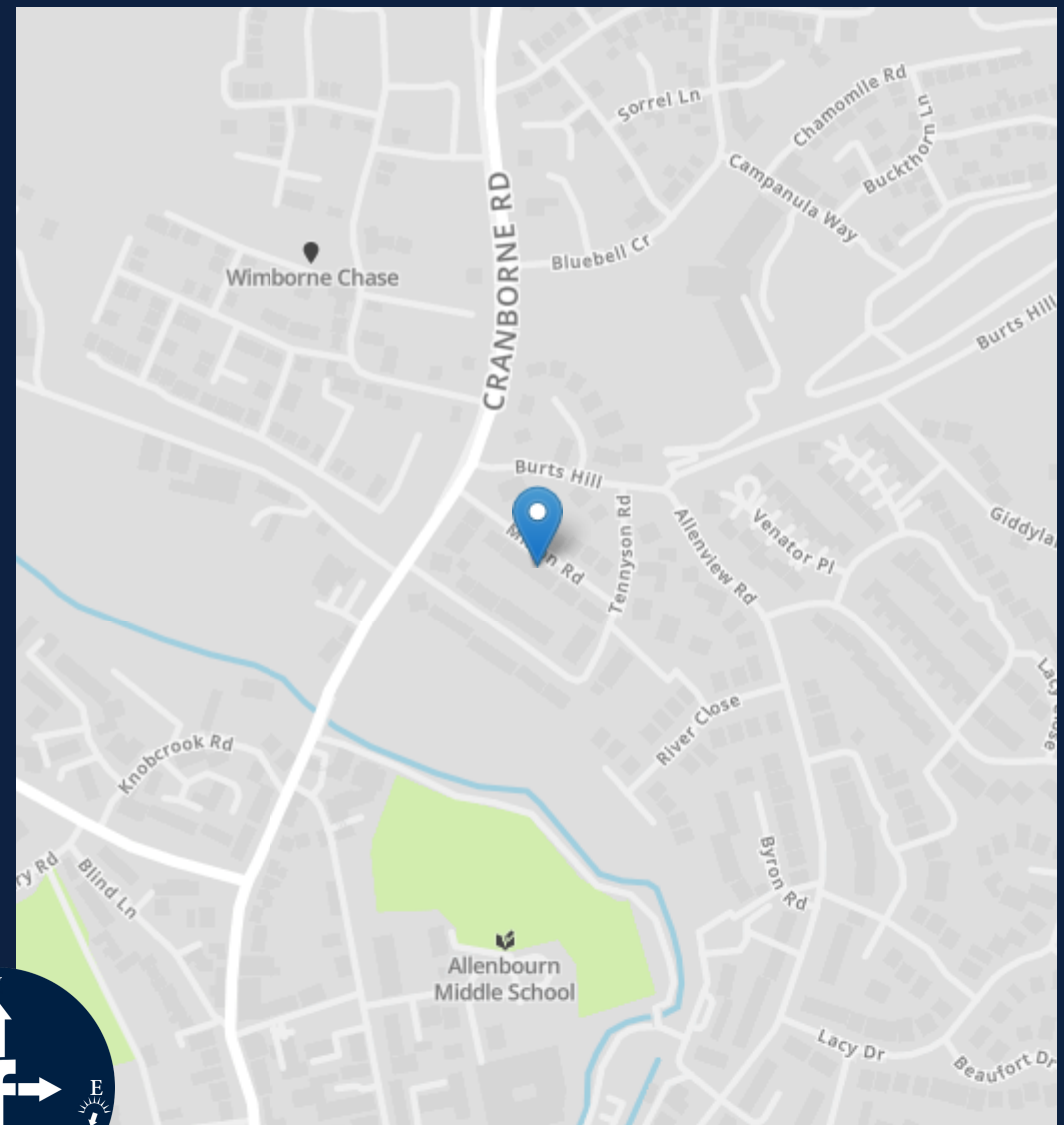 Sorrel Ln
Chamomile Rd
Buckthorn Ln
Campanula Way
CRANBORNE RD
Bluebell Cr
Wimborne Chase
Burts Hill
Burts Hill
Tennyson Rd
Rd
Allenview Rd
Venator Pl
River Close
Knobcrook Rd
Blind Ln
Byron Rd
Allenbourn
Middle School
Lacy Dr
Beaufort Dr
E